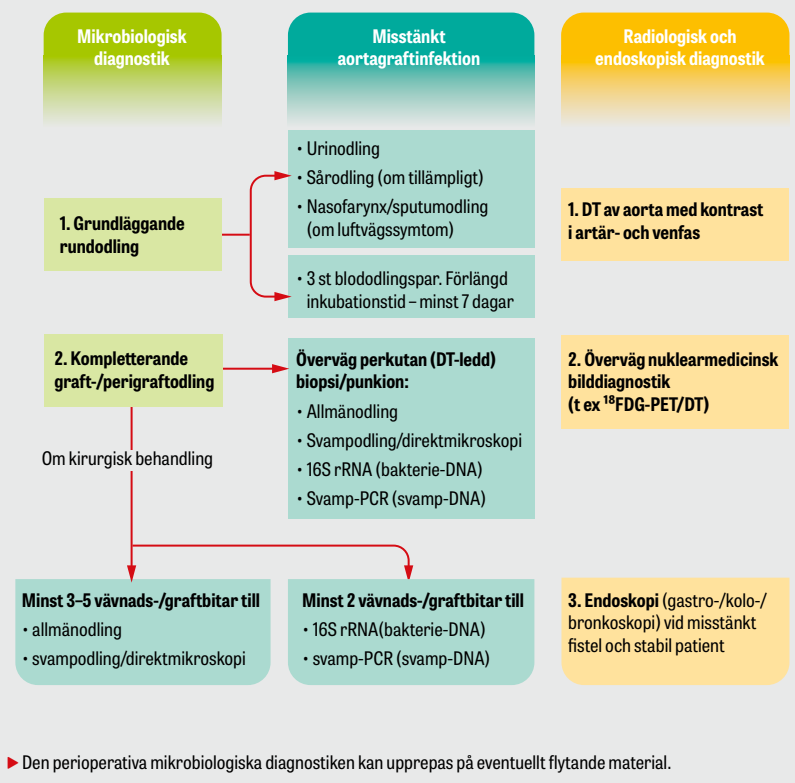 Mikrobiologisk
diagnostik
Misstänkt
aortagraftinfektion
Radiologisk och
endoskopisk diagnostik
1. Grundläggande
rundodling
• Urinodling
• Sårodling (om tillämpligt)
• Nasofarynx/sputumodling
(om luftvägssymtom)
• 3 st blododlingspar. Förlängd
inkubationstid – minst 7 dagar
1. DT av aorta med kontrast
i artär- och venfas
2. Kompletterande
graft-/perigraftodling
Överväg perkutan (DT-ledd)
biopsi/punkion:
• Allmänodling
• Svampodling/direktmikroskopi
• 16S rRNA (bakterie-DNA)
• Svamp-PCR (svamp-DNA)
2. Överväg nuklearmedicinsk
bilddiagnostik
(t ex ¹⁸FDG-PET/DT)
Om kirurgisk behandling
Minst 3–5 vävnads-/graftbitar till
• allmänodling
• svampodling/direktmikroskopi
Minst 2 vävnads-/graftbitar till
• 16S rRNA(bakterie-DNA)
• svamp-PCR (svamp-DNA)
3. Endoskopi (gastro-/kolo-/
bronkoskopi) vid misstänkt
fistel och stabil patient
▶ Den perioperativa mikrobiologiska diagnostiken kan upprepas på eventuellt flytande material.